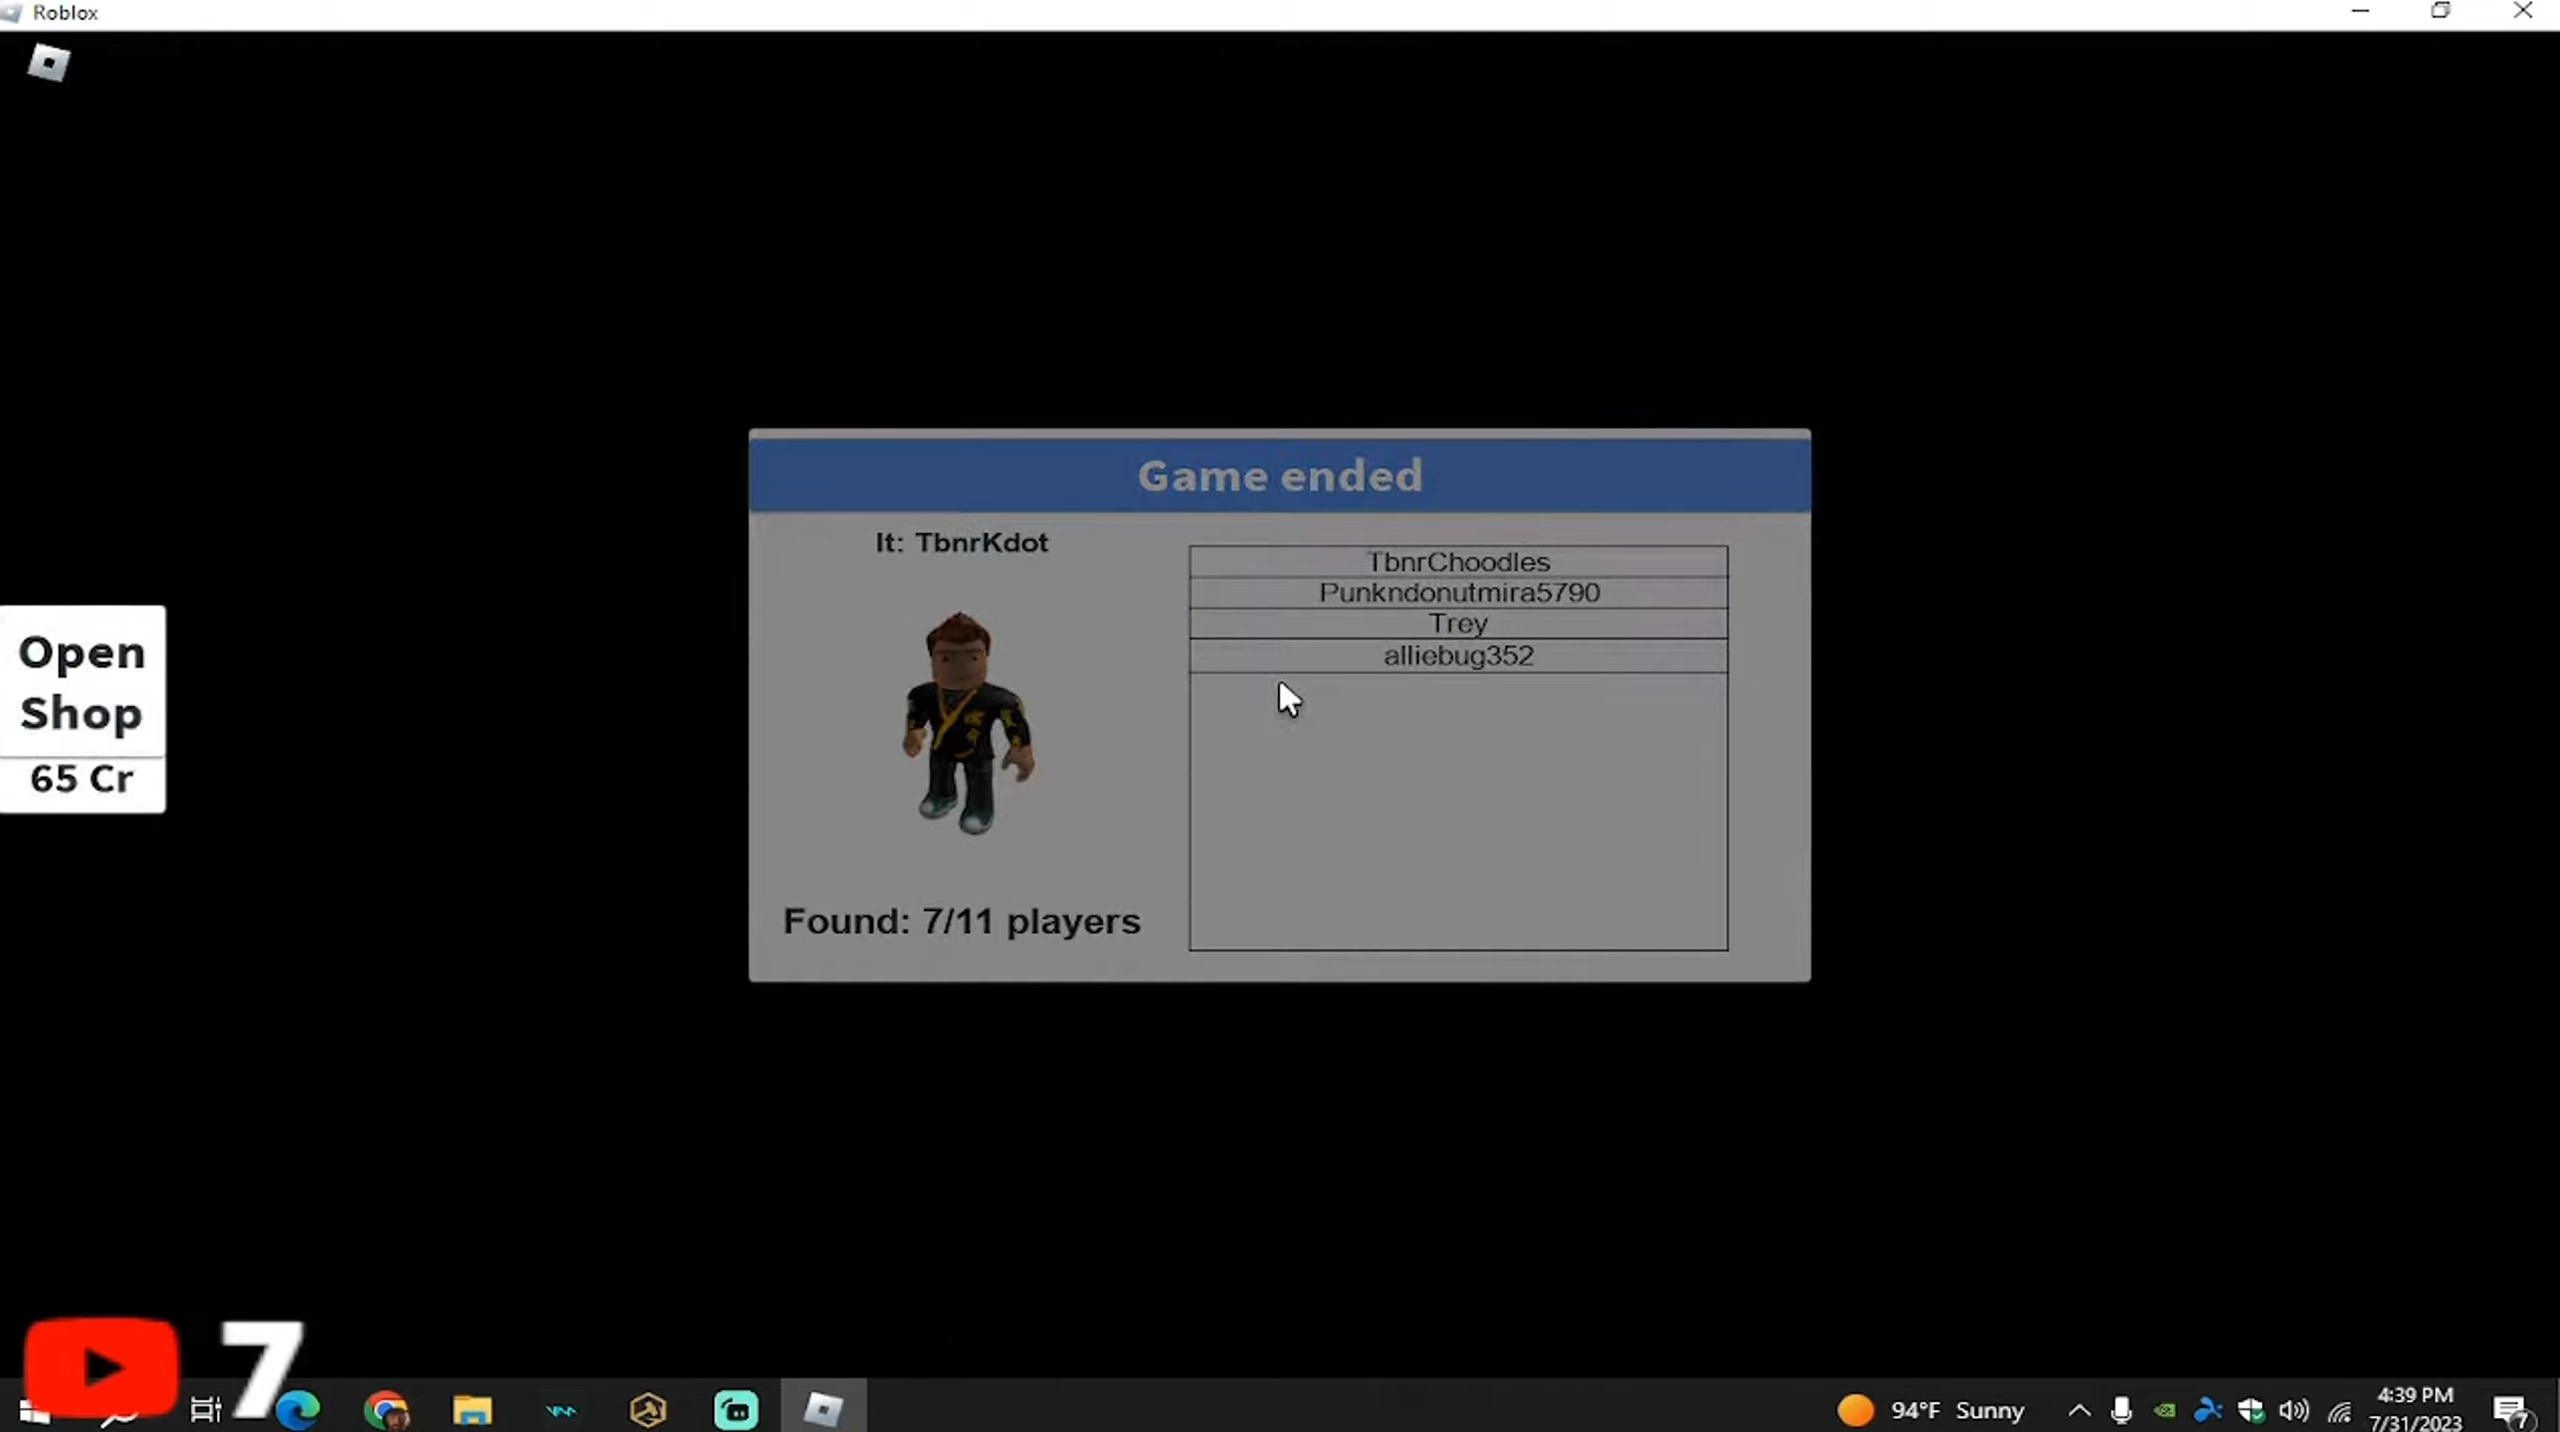 Roblox
Game ended
It: TbnrKdot
TbnrChoodles
Punkndonutmira5790
Trey
alliebug352
Open
Shop
65 Cr
Found: 7/11 players
7
94°F Sunny
4:39 PM
7/31/2023
7